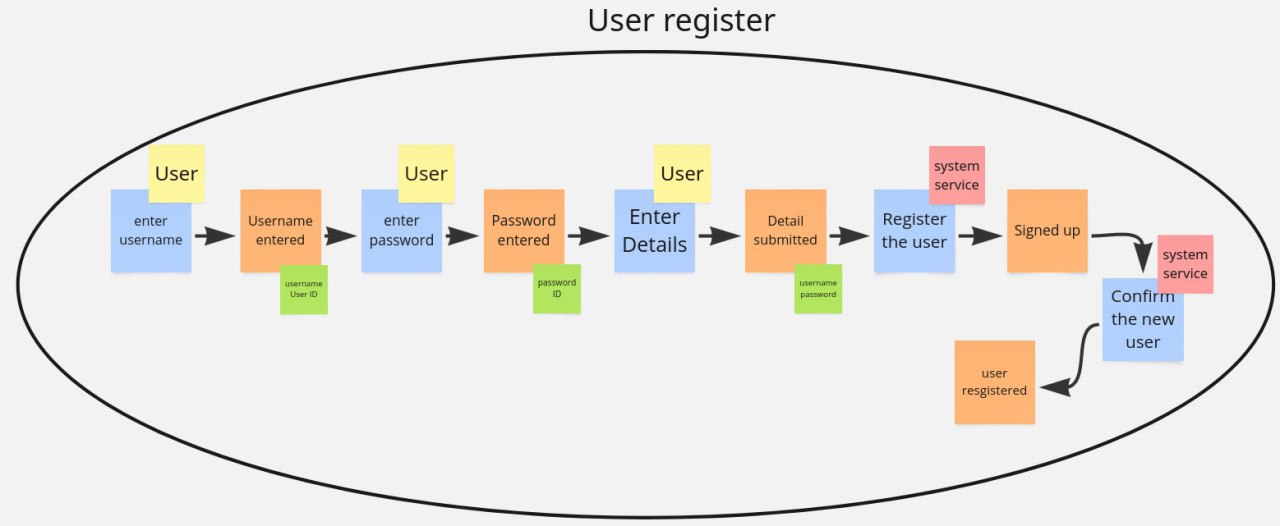 User register
User
enter
username
Username
entered
username
User ID
User
enter
password
Password
entered
password
ID
User
Enter
Details
Detail
submitted
username
password
system
service
Register
the user
Signed up
system
service
Confirm
the new
user
user
resgistered